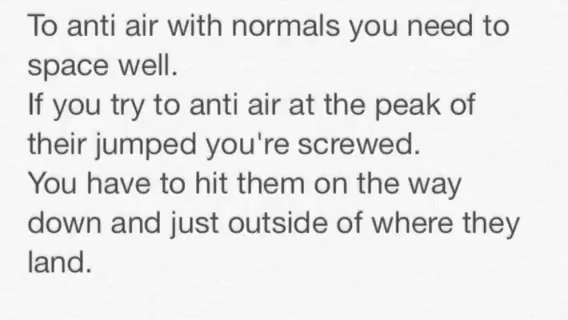 To anti air with normals you need to
space well.
If you try to anti air at the peak of
their jumped you're screwed.
You have to hit them on the way
down and just outside of where they
land.